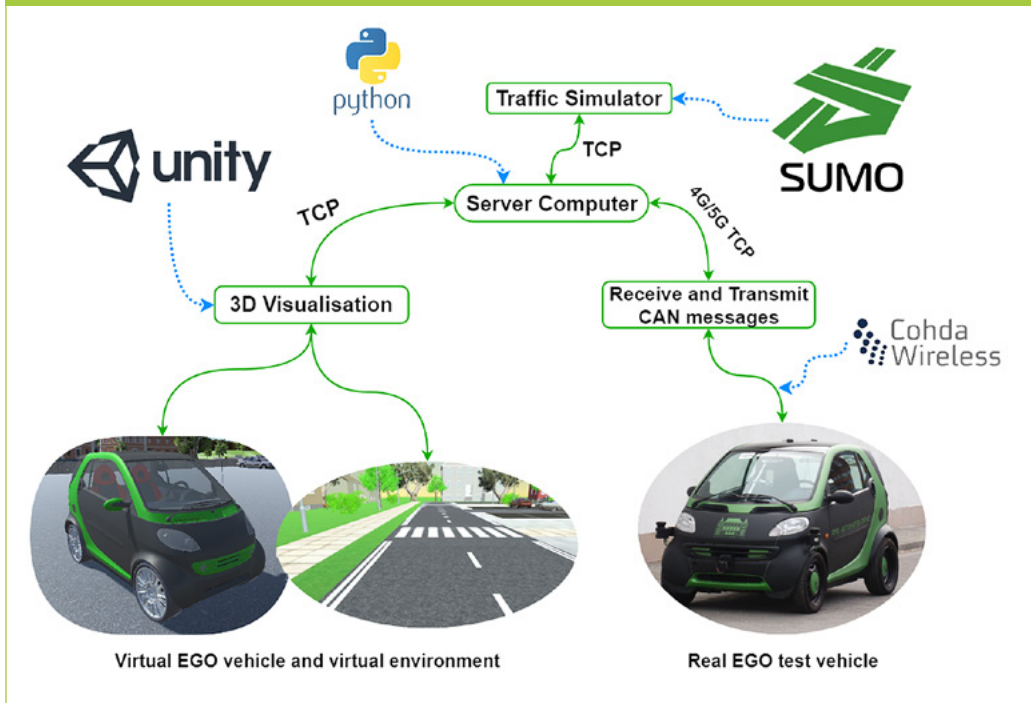 python
Traffic Simulator
SUMO
unity
TCP
TCP
Server Computer
4G/5G TCP
3D Visualisation
Receive and Transmit
CAN messages
Cohda
Wireless
Virtual EGO vehicle and virtual environment
Real EGO test vehicle